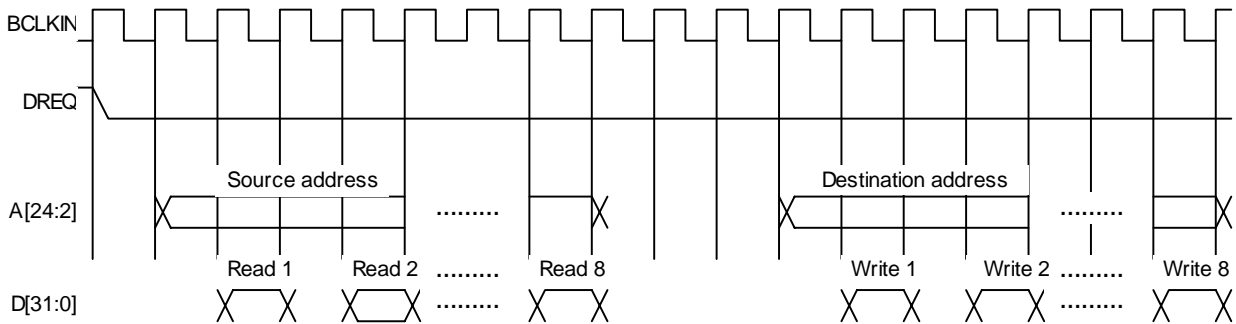 BCLKIN
DREQ
Source address Destination address
A[24:2] ......... .........
Read 1 Read 2 ......... Read 8 Write 1 Write 2 ......... Write 8
D[31:0] ......... .........